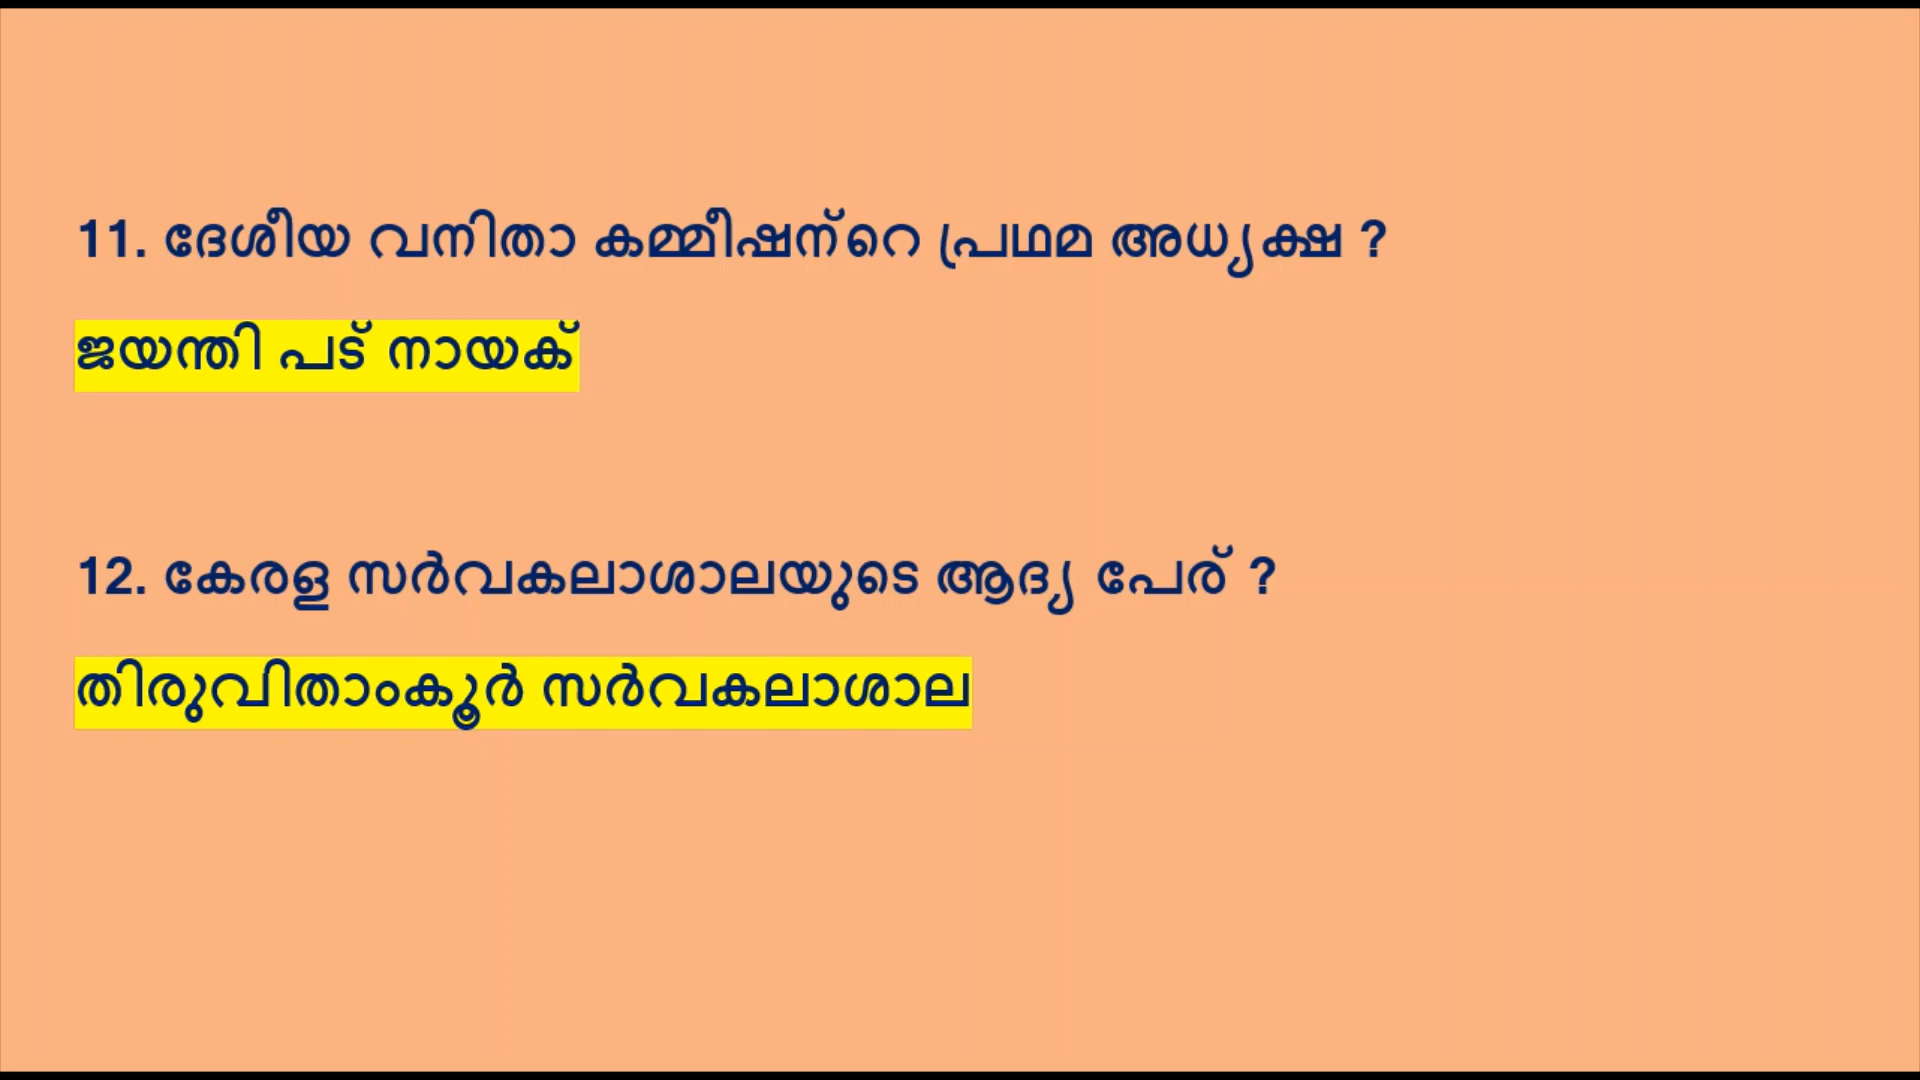 11. ദേശീയ വനിതാ കമ്മീഷന്‍റെ പ്രഥമ അധ്യക്ഷ ?
ജയന്തി പട് നായക്
12. കേരള സർവകലാശാലയുടെ ആദ്യ പേര് ?
തിരുവിതാംകൂർ സർവകലാശാല